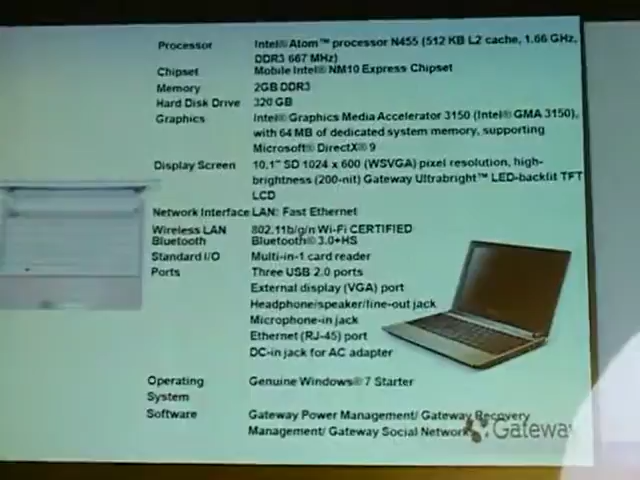 Processor Intel® Atom™ processor N455 (512 KB L2 cache, 1.66 GHz,
DDR3 667 MHz)
Chipset Mobile Intel® NM10 Express Chipset
Memory 2GB DDR3
Hard Disk Drive 320 GB
Graphics Intel® Graphics Media Accelerator 3150 (Intel® GMA 3150),
with 64 MB of dedicated system memory, supporting
Microsoft® DirectX® 9
Display Screen 10.1" SD 1024 x 600 (WSVGA) pixel resolution, high-
brightness (200-nit) Gateway Ultrabright™ LED-backlit TFT
LCD
Network Interface LAN: Fast Ethernet
Wireless LAN 802.11b/g/n Wi-Fi CERTIFIED
Bluetooth Bluetooth® 3.0+HS
Standard I/O Multi-in-1 card reader
Ports Three USB 2.0 ports
External display (VGA) port
Headphone/speaker/line-out jack
Microphone-in jack
Ethernet (RJ-45) port
DC-in jack for AC adapter
Operating Genuine Windows® 7 Starter
System
Software Gateway Power Management/ Gateway Recovery
Management/ Gateway Social Network
Gateway